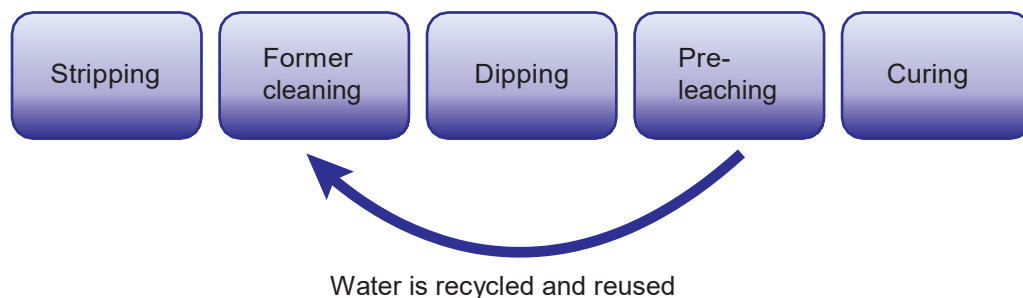 Stripping
Former
cleaning
Dipping
Pre-
leaching
Curing
Water is recycled and reused